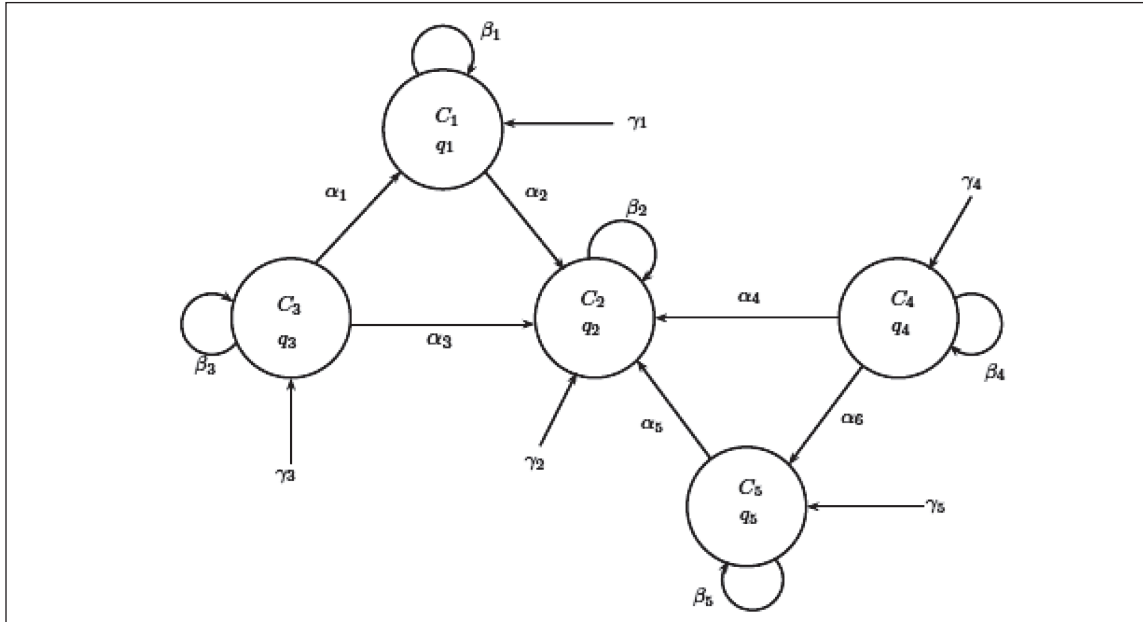 β₁
C₁
q₁
γ₁
α₁
α₂
γ₄
β₂
C₃
q₃
C₂
q₂
α₄
C₄
q₄
α₃
β₃
β₄
α₅
α₆
γ₃
γ₂
C₅
q₅
γ₅
β₅